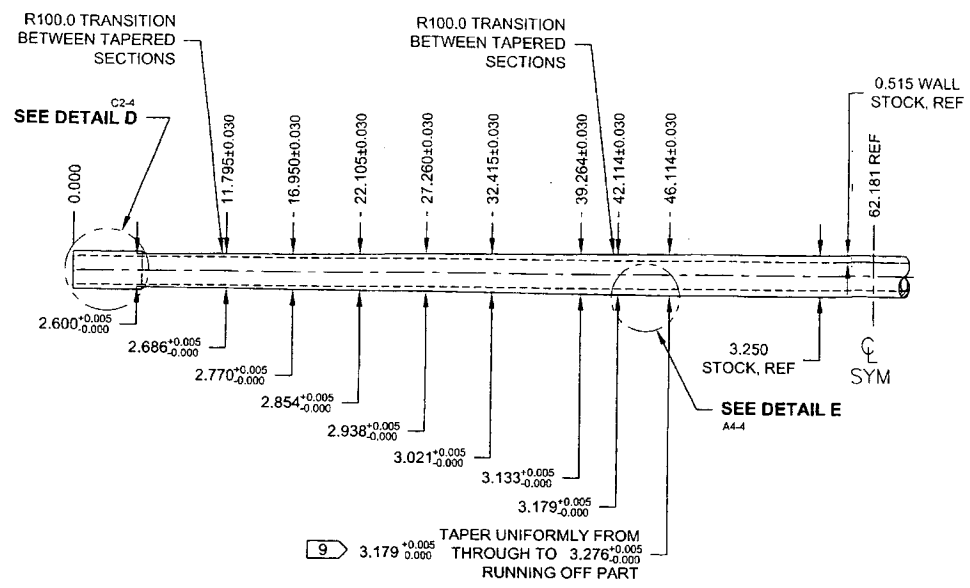 R100.0 TRANSITION
BETWEEN TAPERED
SECTIONS
R100.0 TRANSITION
BETWEEN TAPERED
SECTIONS
C2-4
SEE DETAIL D
0.515 WALL
STOCK, REF
0.000
11.795±0.030
16.950±0.030
22.105±0.030
27.260±0.030
32.415±0.030
39.264±0.030
42.114±0.030
46.114±0.030
62.181 REF
2.600+0.005 -0.000
2.686+0.005 -0.000
2.770+0.005 -0.000
2.854+0.005 -0.000
2.938+0.005 -0.000
3.021+0.005 -0.000
3.133+0.005 -0.000
3.179+0.005 -0.000
3.250
STOCK, REF
CL
SYM
SEE DETAIL E
A4-4
TAPER UNIFORMLY FROM
9 3.179 +0.005 0.000 THROUGH TO 3.276+0.005 -0.000
RUNNING OFF PART